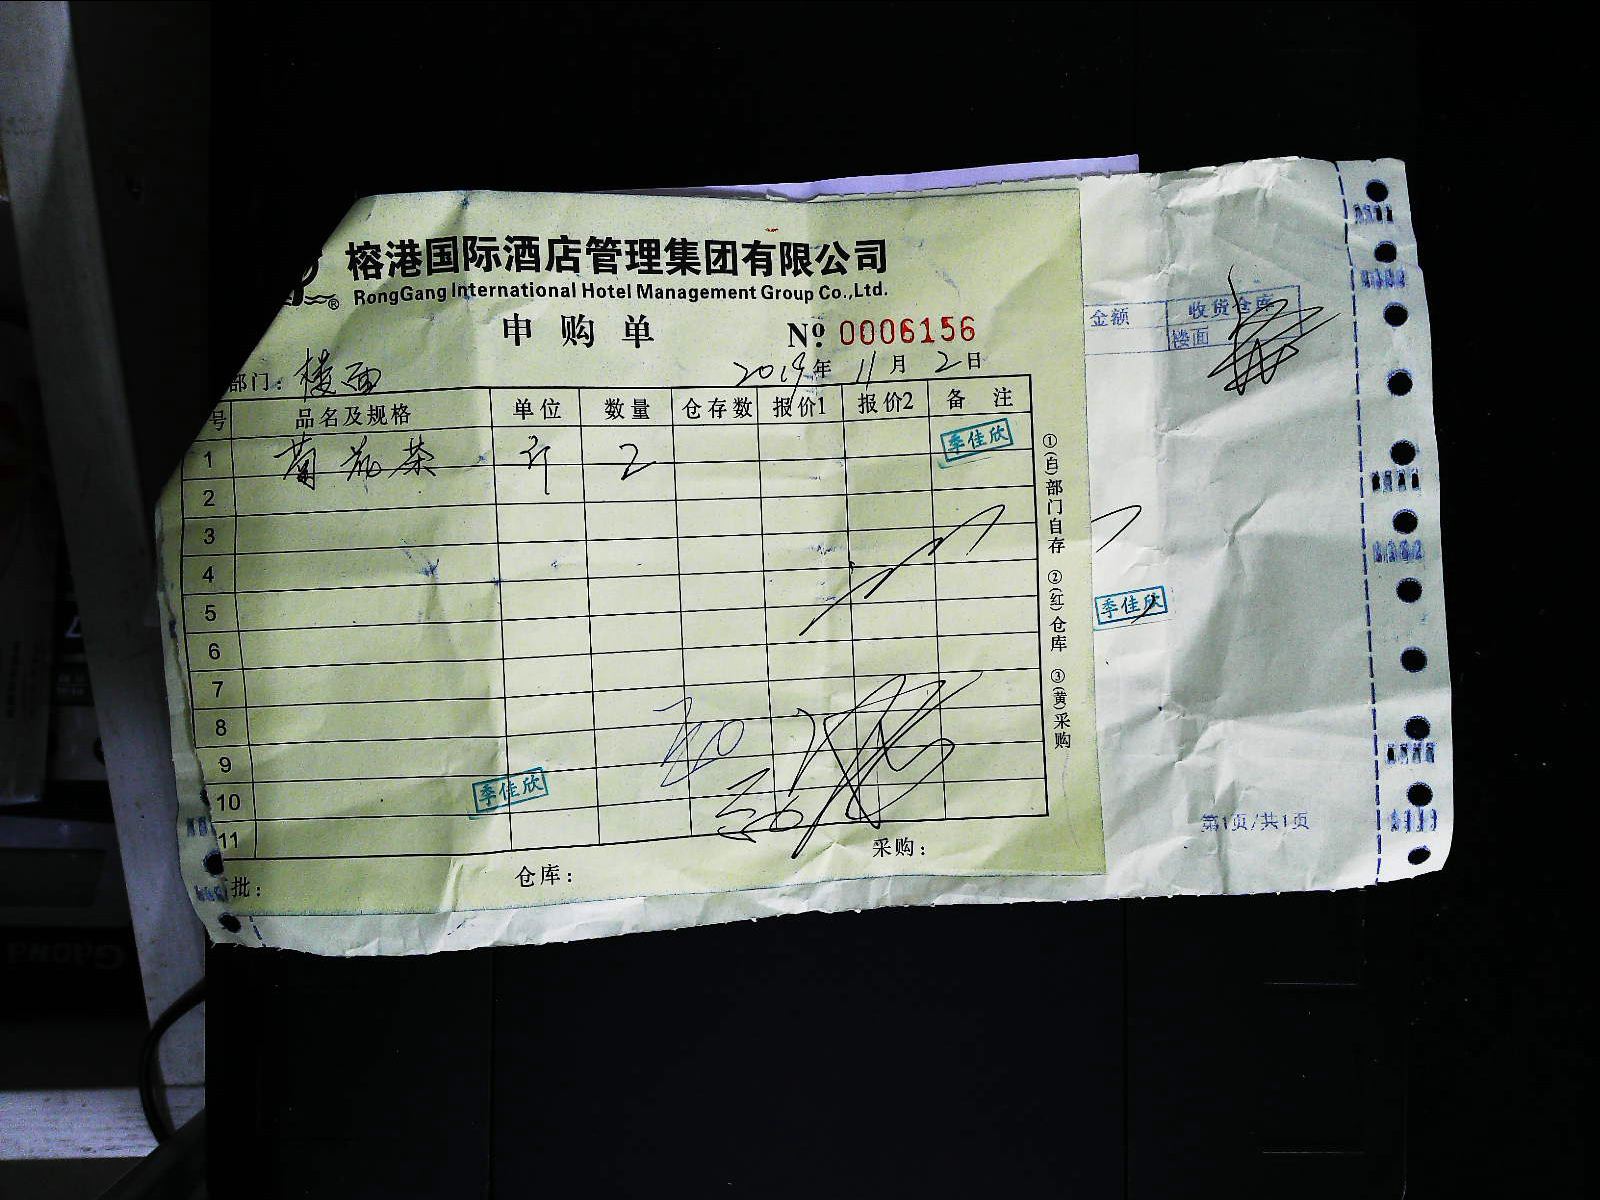 榕港国际酒店管理集团有限公司
RongGang International Hotel Management Group Co.,Ltd.
申购单 № 0006156
部门：楼面 2019年11月2日
号 品名及规格 单位 数量 仓存数 报价1 报价2 备注
1 菊花茶 斤 2 季佳欣
2
3
4
5
6
7
8
9
10 季佳欣
11
批： 仓库： 采购：
①(白)部门自存 ②(红)仓库 ③(黄)采购
金额 收货仓库
楼面
季佳欣
第1页/共1页